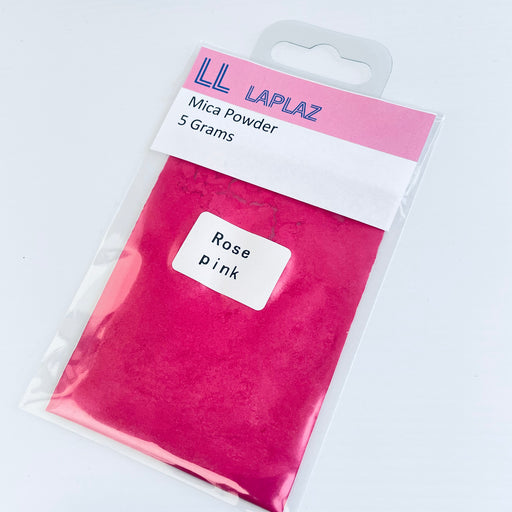 LL LAPLAZ
Mica Powder
5 Grams
Rose
pink